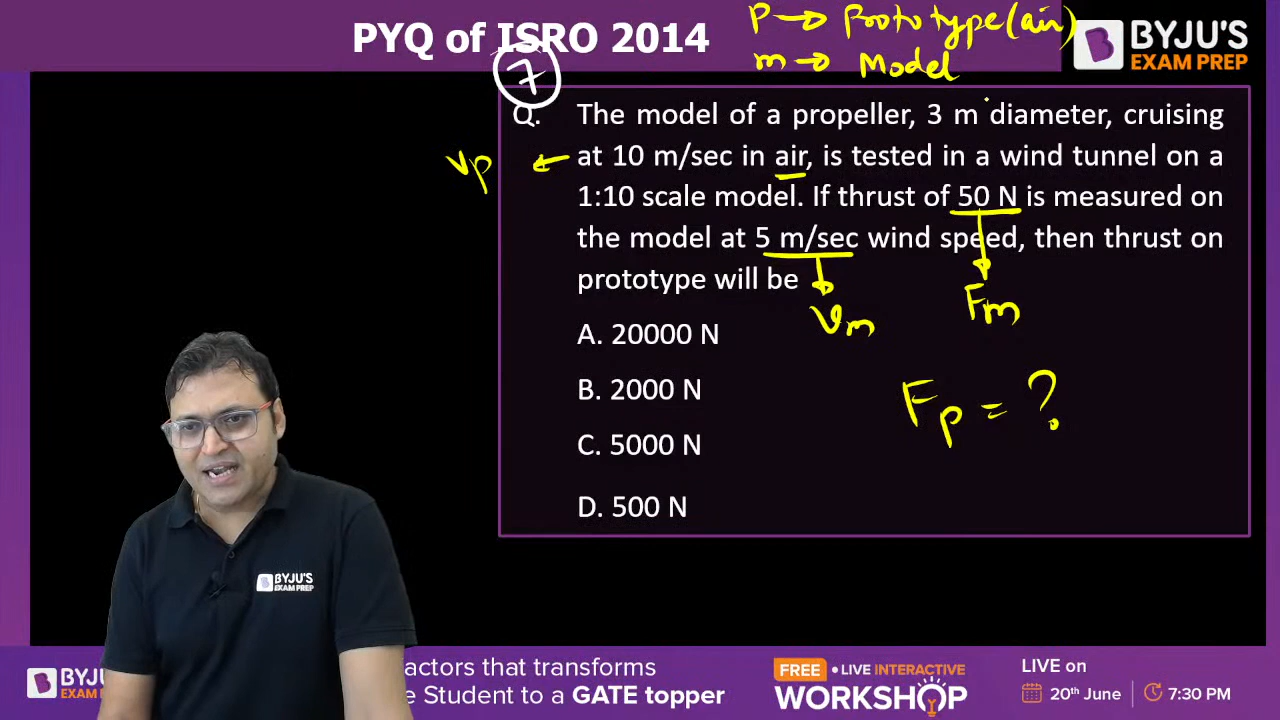 PYQ of ISRO 2014
P → Prototype(air)
m → Model
BYJU'S
EXAM PREP
7
Q. The model of a propeller, 3 m diameter, cruising
Vp ← at 10 m/sec in air, is tested in a wind tunnel on a
1:10 scale model. If thrust of 50 N is measured on
the model at 5 m/sec wind speed, then thrust on
prototype will be
Vm
Fm
A. 20000 N
B. 2000 N
C. 5000 N
D. 500 N
Fp = ?
BYJU'S
EXAM PREP
BYJU
EXAM P
actors that transforms
e Student to a GATE topper
FREE • LIVE INTERACTIVE
WORKSHOP
LIVE on
20th June
7:30 PM